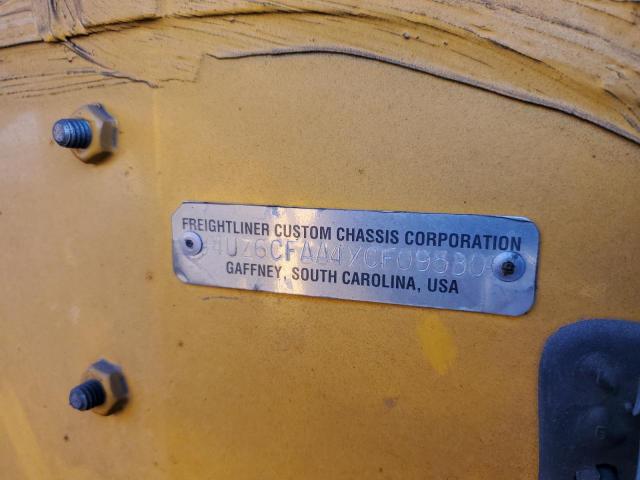 FREIGHTLINER CUSTOM CHASSIS CORPORATION
GAFFNEY, SOUTH CAROLINA, USA